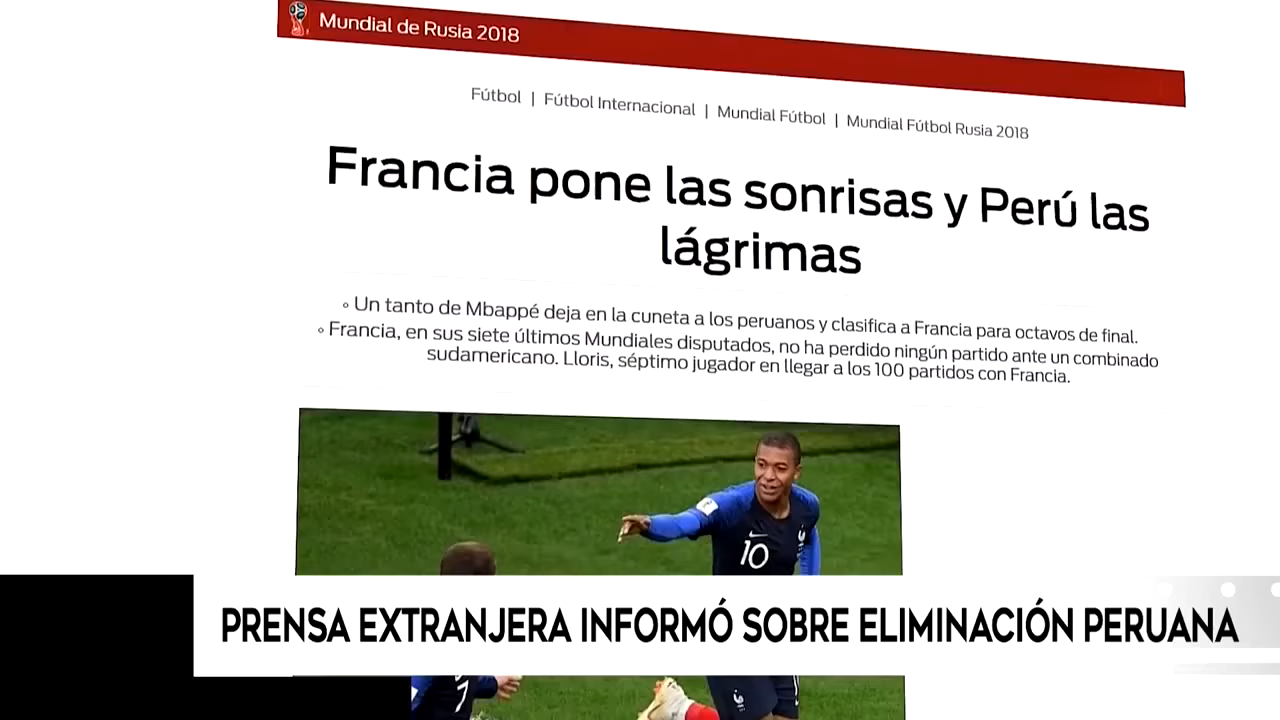 Mundial de Rusia 2018
Fútbol | Fútbol Internacional | Mundial Fútbol | Mundial Fútbol Rusia 2018
Francia pone las sonrisas y Perú las
lágrimas
◦ Un tanto de Mbappé deja en la cuneta a los peruanos y clasifica a Francia para octavos de final.
◦ Francia, en sus siete últimos Mundiales disputados, no ha perdido ningún partido ante un combinado
sudamericano. Lloris, séptimo jugador en llegar a los 100 partidos con Francia.
10
PRENSA EXTRANJERA INFORMÓ SOBRE ELIMINACIÓN PERUANA
7